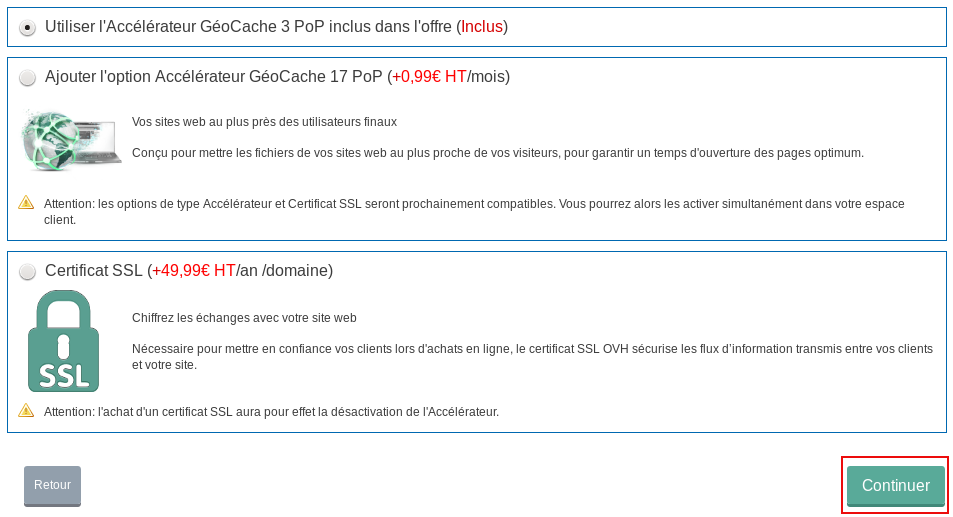 Utiliser l'Accélérateur GéoCache 3 PoP inclus dans l'offre (Inclus)
Ajouter l'option Accélérateur GéoCache 17 PoP (+0,99€ HT/mois)
Vos sites web au plus près des utilisateurs finaux
Conçu pour mettre les fichiers de vos sites web au plus proche de vos visiteurs, pour garantir un temps d'ouverture des pages optimum.
Attention: les options de type Accélérateur et Certificat SSL seront prochainement compatibles. Vous pourrez alors les activer simultanément dans votre espace
client.
Certificat SSL (+49,99€ HT/an /domaine)
Chiffrez les échanges avec votre site web
Nécessaire pour mettre en confiance vos clients lors d'achats en ligne, le certificat SSL OVH sécurise les flux d’information transmis entre vos clients
et votre site.
SSL
Attention: l'achat d'un certificat SSL aura pour effet la désactivation de l'Accélérateur.
Retour
Continuer